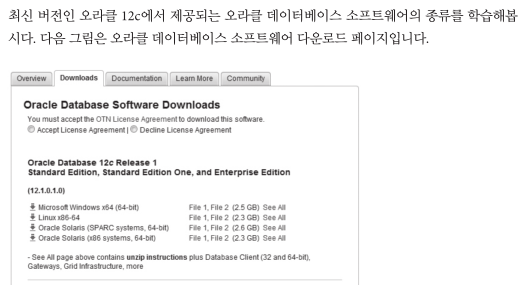 최신 버전인 오라클 12c에서 제공되는 오라클 데이터베이스 소프트웨어의 종류를 학습해봅
시다. 다음 그림은 오라클 데이터베이스 소프트웨어 다운로드 페이지입니다.
Overview Downloads Documentation Learn More Community
Oracle Database Software Downloads
You must accept the OTN License Agreement to download this software.
Accept License Agreement | Decline License Agreement
Oracle Database 12c Release 1
Standard Edition, Standard Edition One, and Enterprise Edition
(12.1.0.1.0)
Microsoft Windows x64 (64-bit) File 1, File 2 (2.5 GB) See All
Linux x86-64 File 1, File 2 (2.3 GB) See All
Oracle Solaris (SPARC systems, 64-bit) File 1, File 2 (2.6 GB) See All
Oracle Solaris (x86 systems, 64-bit) File 1, File 2 (2.3 GB) See All
- See All page above contains unzip instructions plus Database Client (32 and 64-bit),
Gateways, Grid Infrastructure, more